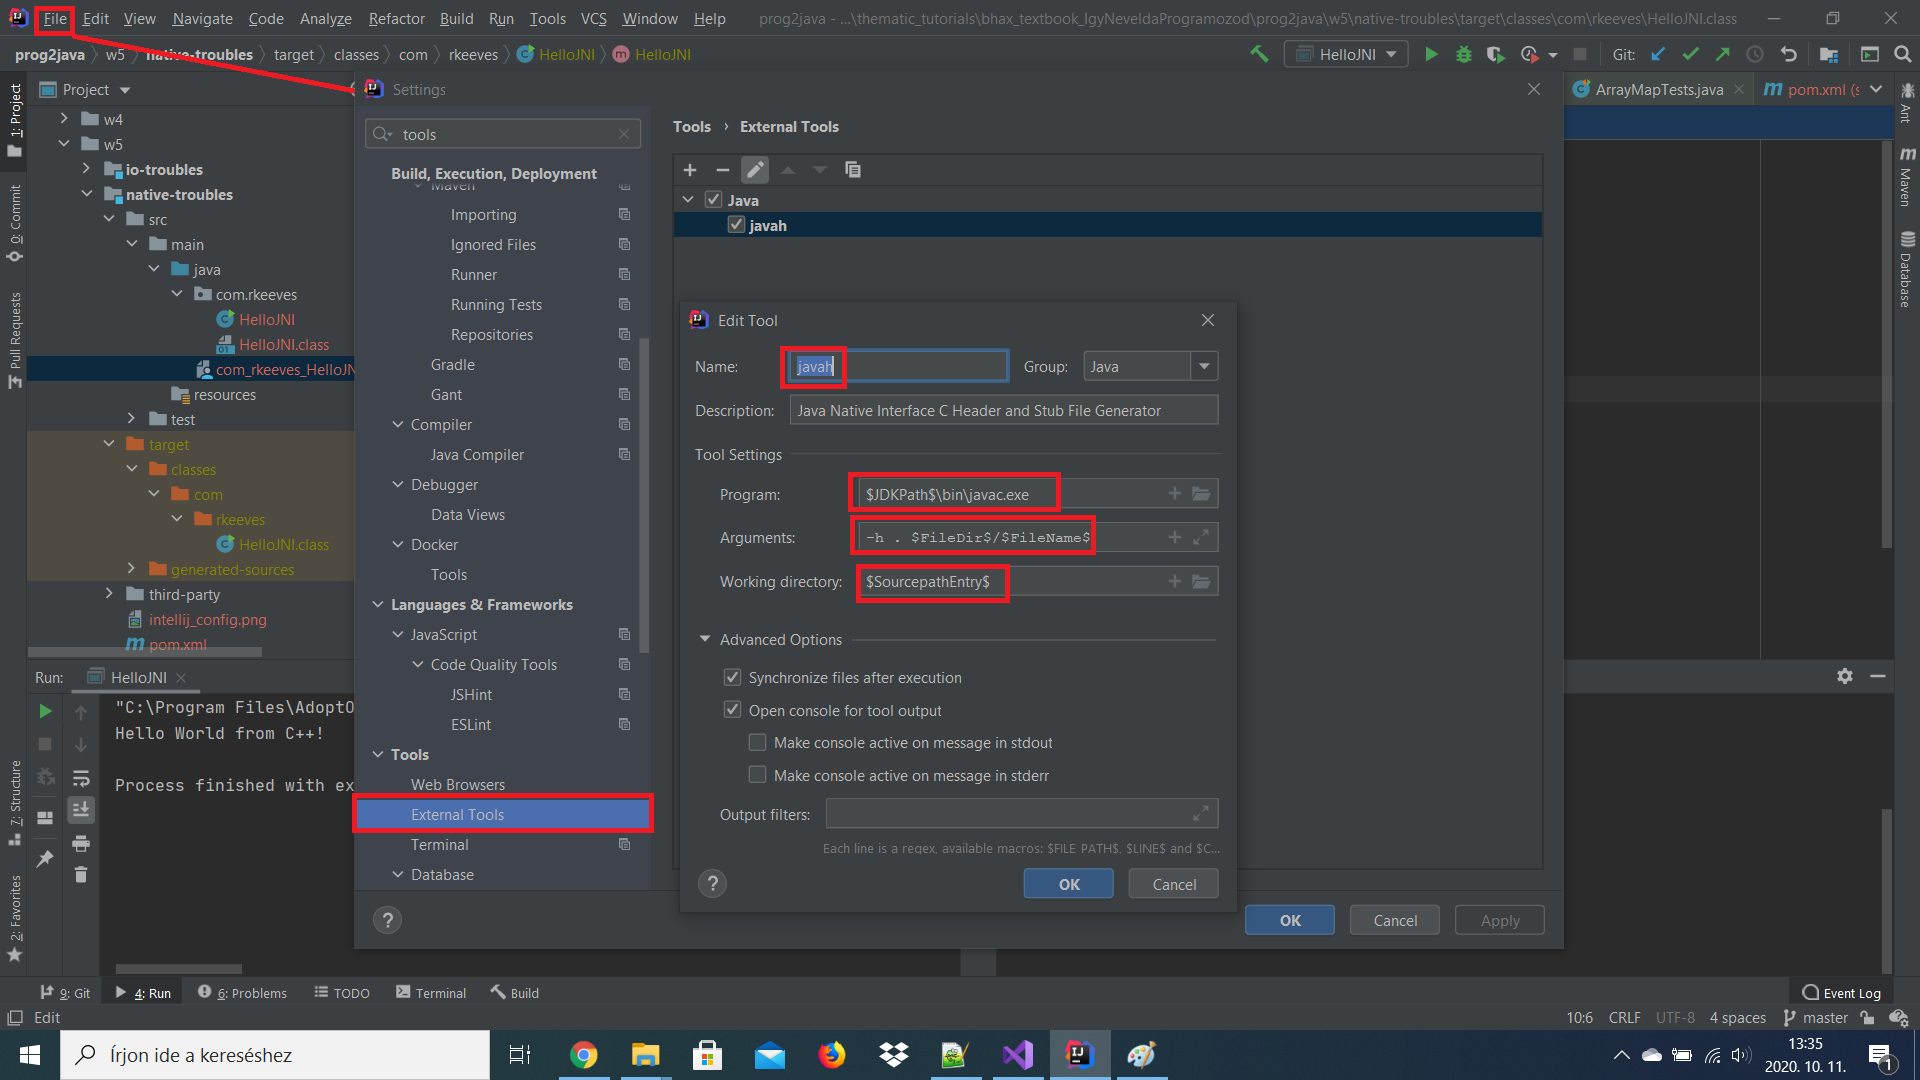 File Edit View Navigate Code Analyze Refactor Build Run Tools VCS Window Help prog2java - ...\thematic_tutorials\bhax_textbook_IgyNeveldaProgramozod\prog2java\w5\native-troubles\target\classes\com\rkeeves\HelloJNI.class
prog2java w5 native-troubles target classes com rkeeves HelloJNI HelloJNI
HelloJNI Git:
Project
w4
w5
io-troubles
native-troubles
src
main
java
com.rkeeves
HelloJNI
HelloJNI.class
com_rkeeves_HelloJN
resources
test
target
classes
com
rkeeves
HelloJNI.class
generated-sources
third-party
intellij_config.png
pom.xml
1: Project
0: Commit
Pull Requests
7: Structure
2: Favorites
Settings
tools
Build, Execution, Deployment
Maven
Importing
Ignored Files
Runner
Running Tests
Repositories
Gradle
Gant
Compiler
Java Compiler
Debugger
Data Views
Docker
Tools
Languages & Frameworks
JavaScript
Code Quality Tools
JSHint
ESLint
Tools
Web Browsers
External Tools
Terminal
Database
Tools › External Tools
Java
javah
Edit Tool
Name: javah Group: Java
Description: Java Native Interface C Header and Stub File Generator
Tool Settings
Program: $JDKPath$\bin\javac.exe
Arguments: -h . $FileDir$/$FileName$
Working directory: $SourcepathEntry$
Advanced Options
Synchronize files after execution
Open console for tool output
Make console active on message in stdout
Make console active on message in stderr
Output filters:
Each line is a regex, available macros: $FILE_PATH$, $LINE$ and $C...
? OK Cancel
? OK Cancel Apply
ArrayMapTests.java pom.xml (s
Ant
Maven
Database
Run: HelloJNI
"C:\Program Files\AdoptO
Hello World from C++!
Process finished with ex
9: Git 4: Run 6: Problems TODO Terminal Build Event Log
Edit 10:6 CRLF UTF-8 4 spaces master
Írjon ide a kereséshez
13:35
2020. 10. 11.
1